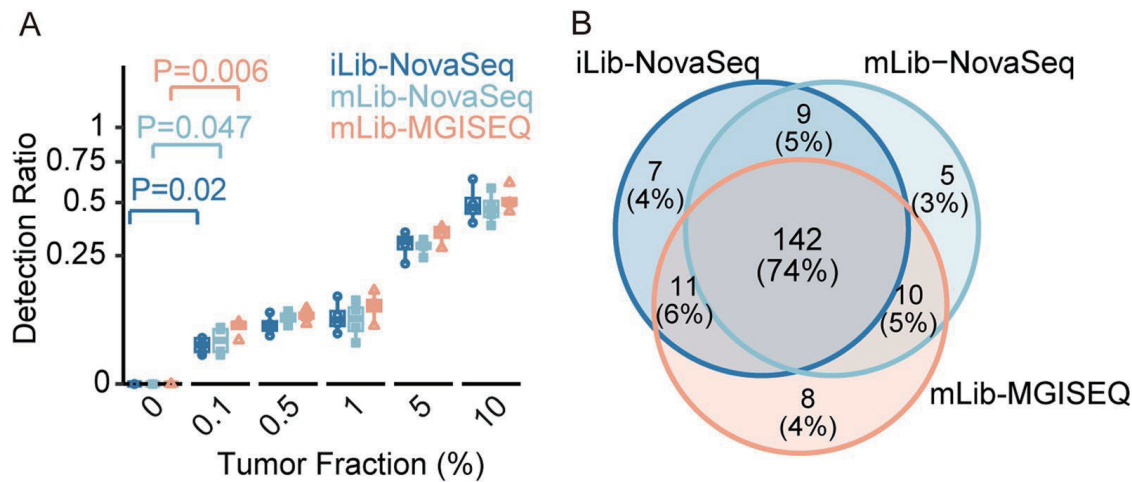 A
P=0.006
P=0.047
P=0.02
iLib-NovaSeq
mLib-NovaSeq
mLib-MGISEQ
Detection Ratio
1
0.75
0.5
0.25
0
0
0.1
0.5
1
5
10
Tumor Fraction (%)
B
iLib-NovaSeq
mLib−NovaSeq
9
(5%)
7
(4%)
5
(3%)
142
(74%)
11
(6%)
10
(5%)
mLib-MGISEQ
8
(4%)